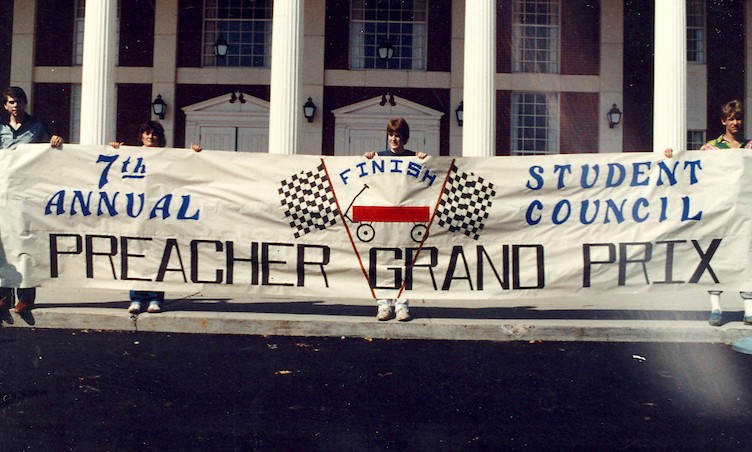 7th
ANNUAL
FINISH
STUDENT
COUNCIL
PREACHER GRAND PRIX